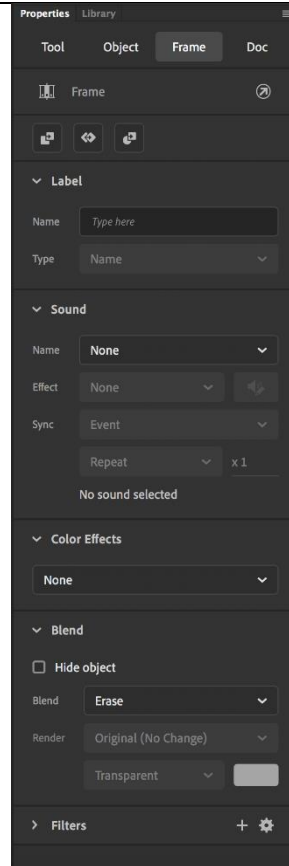 Properties Library
Tool Object Frame Doc
Frame
Label
Name Type here
Type Name
Sound
Name None
Effect None
Sync Event
Repeat x 1
No sound selected
Color Effects
None
Blend
Hide object
Blend Erase
Render Original (No Change)
Transparent
Filters